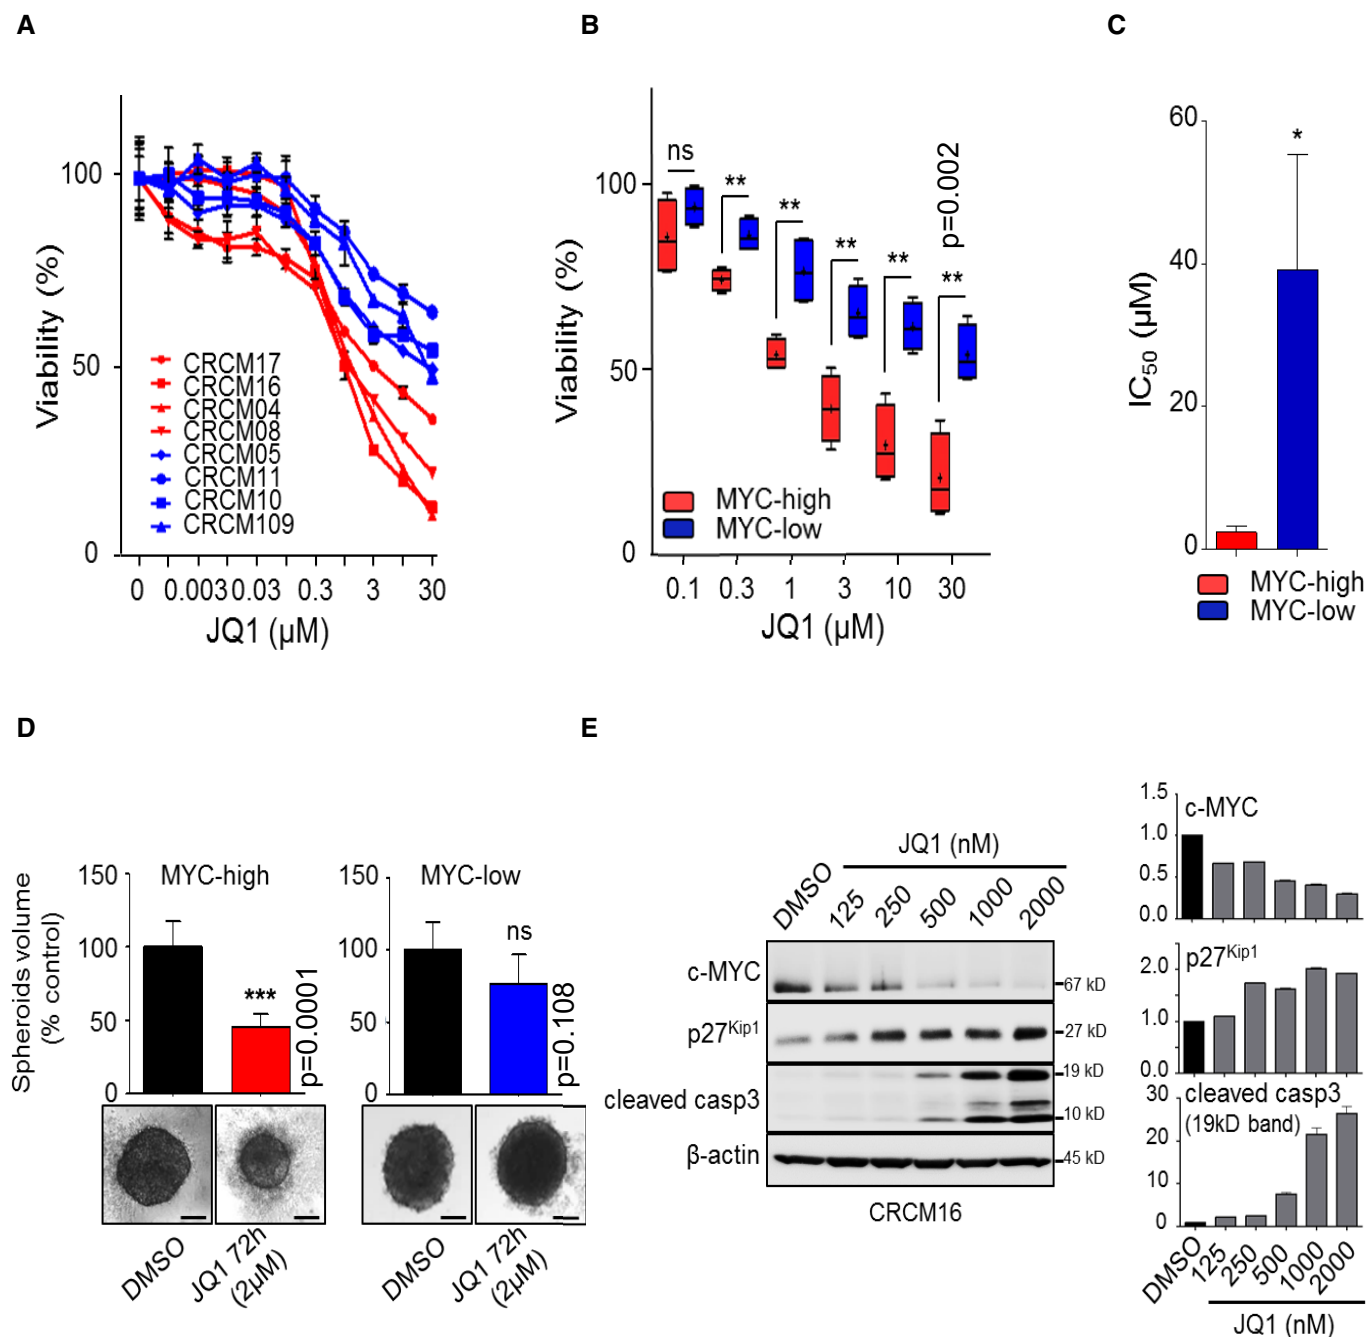 A
Viability (%)
100
50
0
CRCM17
CRCM16
CRCM04
CRCM08
CRCM05
CRCM11
CRCM10
CRCM109
0 0.003 0.03 0.3 3 30
JQ1 (µM)
B
Viability (%)
100
50
0
ns
**
**
**
**
**
p=0.002
MYC-high
MYC-low
0.1 0.3 1 3 10 30
JQ1 (µM)
C
IC50 (µM)
60
40
20
0
*
MYC-high
MYC-low
D
Spheroids volume
(% control)
150
100
50
0
MYC-high
***
p=0.0001
150
100
50
0
MYC-low
ns
p=0.108
DMSO
JQ1 72h
(2µM)
DMSO
JQ1 72h
(2µM)
E
JQ1 (nM)
DMSO 125 250 500 1000 2000
c-MYC
67 kD
p27Kip1
27 kD
cleaved casp3
19 kD
10 kD
β-actin
45 kD
CRCM16
1.5
1.0
0.5
0.0
c-MYC
2.0
1.0
0.0
p27Kip1
30
20
10
0
cleaved casp3
(19kD band)
DMSO 125 250 500 1000 2000
JQ1 (nM)